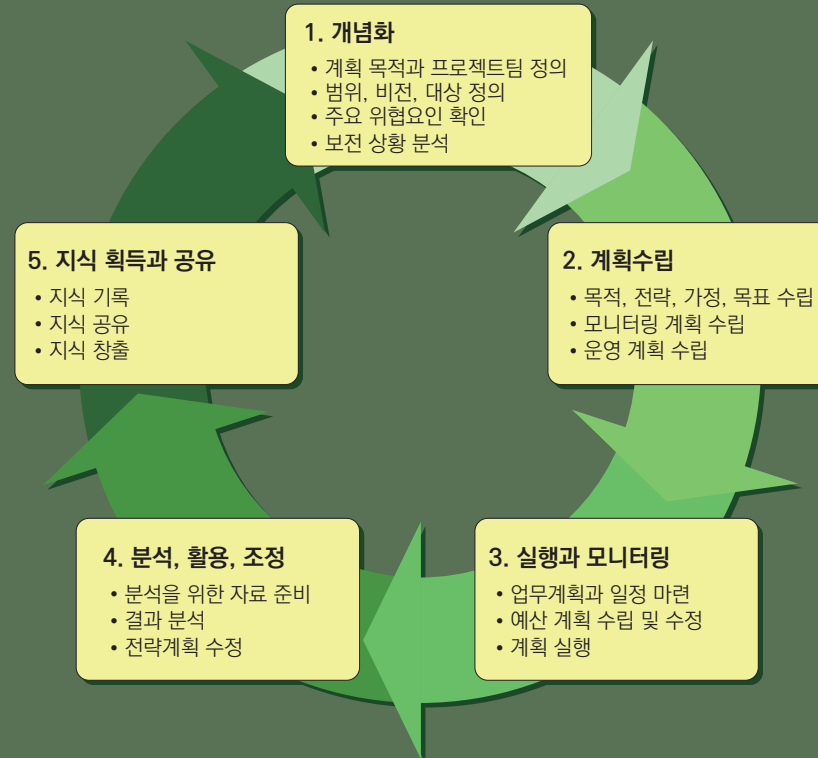 1. 개념화
• 계획 목적과 프로젝트팀 정의
• 범위, 비전, 대상 정의
• 주요 위협요인 확인
• 보전 상황 분석
2. 계획수립
• 목적, 전략, 가정, 목표 수립
• 모니터링 계획 수립
• 운영 계획 수립
3. 실행과 모니터링
• 업무계획과 일정 마련
• 예산 계획 수립 및 수정
• 계획 실행
4. 분석, 활용, 조정
• 분석을 위한 자료 준비
• 결과 분석
• 전략계획 수정
5. 지식 획득과 공유
• 지식 기록
• 지식 공유
• 지식 창출